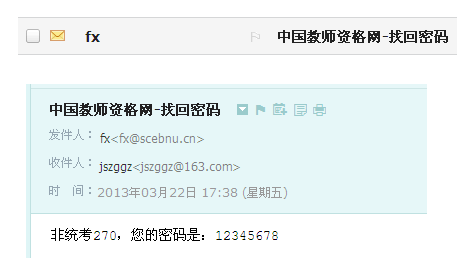 fx 中国教师资格网-找回密码
中国教师资格网-找回密码
发件人：fx<fx@scebnu.cn>
收件人：jszggz<jszggz@163.com>
时　间：2013年03月22日 17:38 (星期五)
非统考270，您的密码是：12345678